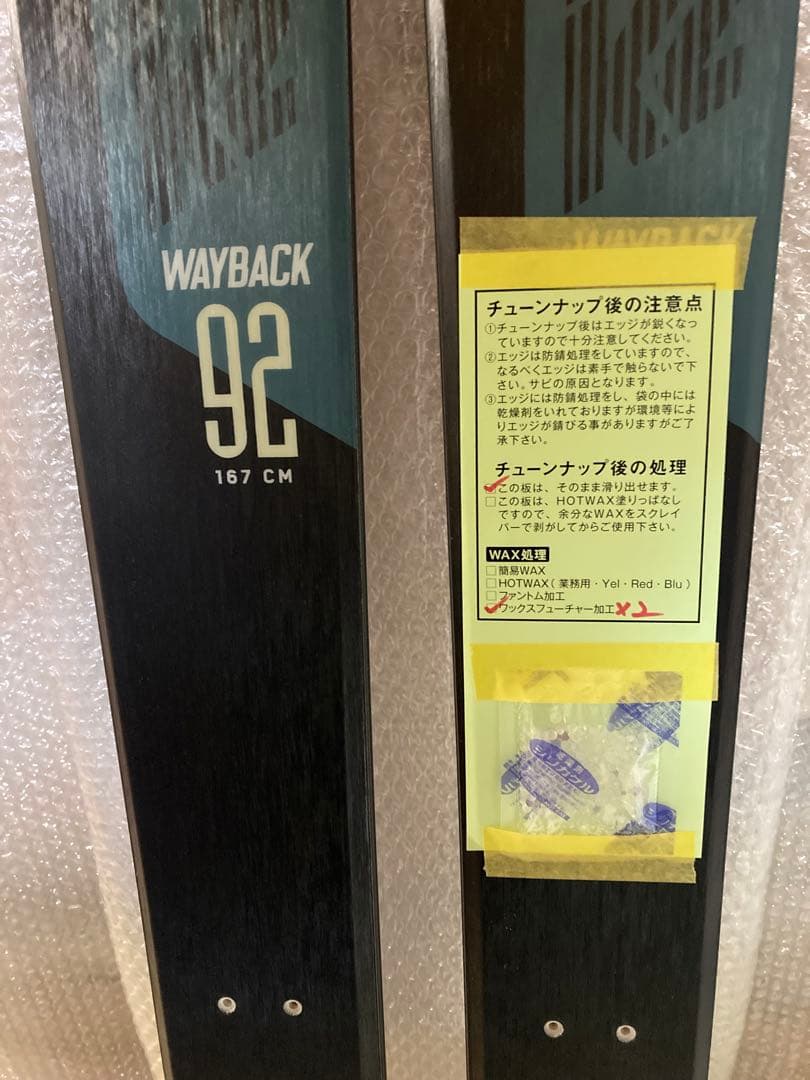 K2
K2
WAYBACK
92
167 CM
WAYBACK
チューンナップ後の注意点
①チューンナップ後はエッジが鋭くなっ
ていますので十分注意してください。
②エッジは防錆処理をしていますので、
なるべくエッジは素手で触らないで下
さい。サビの原因となります。
③エッジには防錆処理をし、袋の中には
乾燥剤をいれておりますが環境等によ
りエッジが錆びる事がありますがご了
承下さい。
チューンナップ後の処理
この板は、そのまま滑り出せます。
□この板は、HOTWAX塗りっぱなし
ですので、余分なWAXをスクレイ
パーで剥がしてからご使用下さい。
WAX処理
□簡易WAX
□HOTWAX(業務用・Yel・Red・Blu)
□ファントム加工
ワックスフューチャー加工×2
シリカゲル